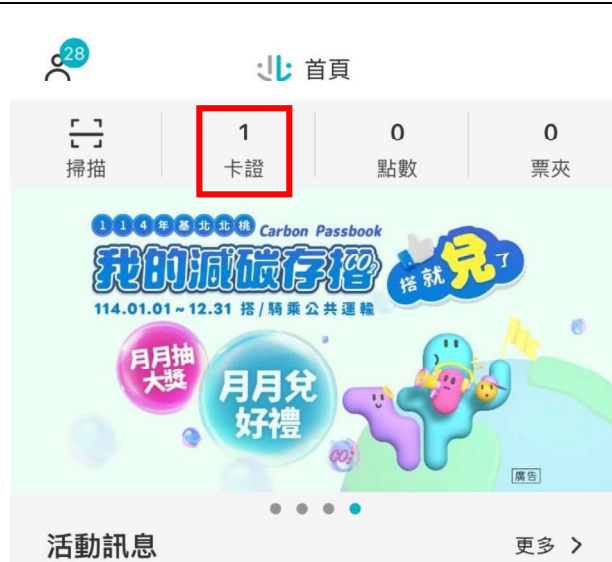 28
北 首頁
1 0 0
掃描 卡證 點數 票夾
114年基北北桃 Carbon Passbook
我的減碳存摺 CO2 搭就兌了
114.01.01~12.31 搭/騎乘公共運輸
月月抽
大獎
月月兌
好禮
CO2
廣告
活動訊息 更多 >